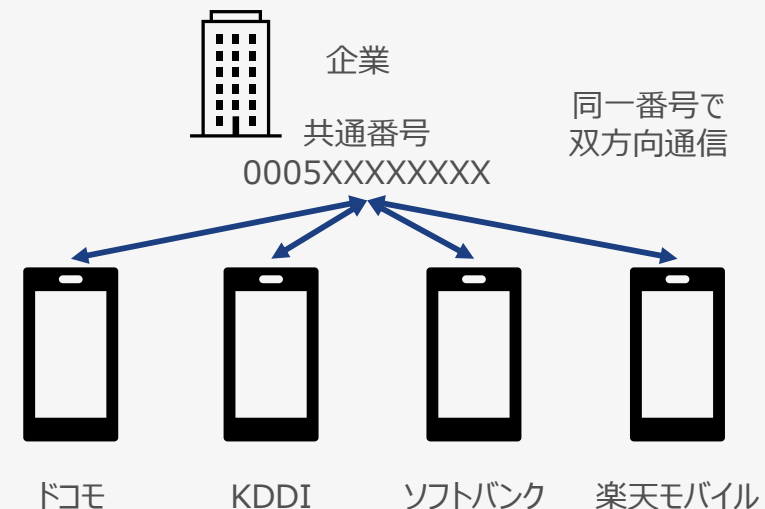 企業
同一番号で
双方向通信
共通番号
0005XXXXXXXX
ドコモ
KDDI
ソフトバンク
楽天モバイル